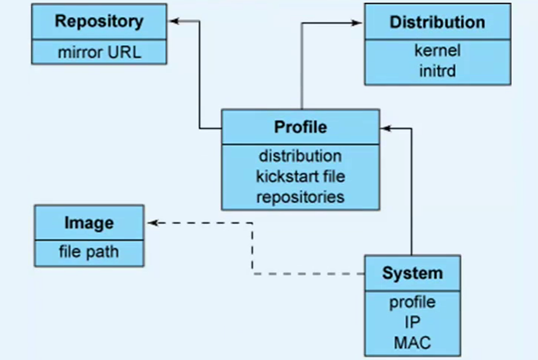 Repository
mirror URL
Distribution
kernel
initrd
Profile
distribution
kickstart file
repositories
Image
file path
System
profile
IP
MAC